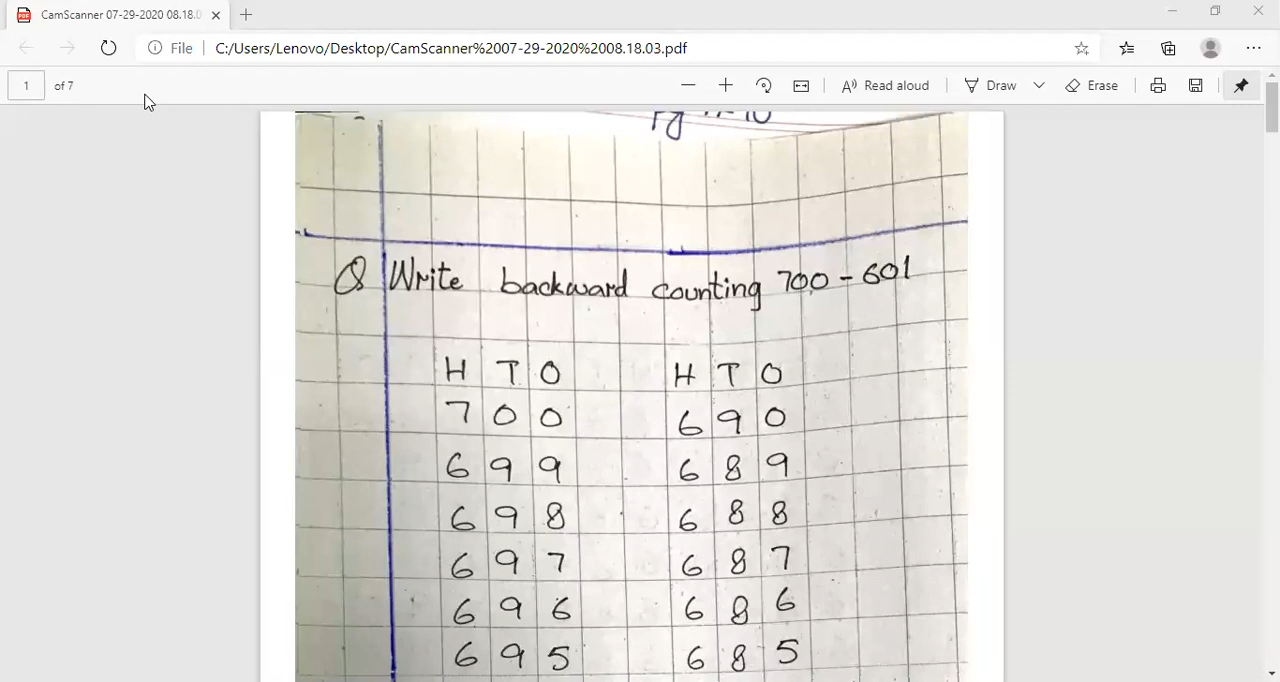 CamScanner 07-29-2020 08.18.0
File C:/Users/Lenovo/Desktop/CamScanner%2007-29-2020%2008.18.03.pdf
1 of 7 Read aloud Draw Erase
Q Write backward counting 700 - 601
H T O H T O
7 0 0 6 9 0
6 9 9 6 8 9
6 9 8 6 8 8
6 9 7 6 8 7
6 9 6 6 8 6
6 9 5 6 8 5